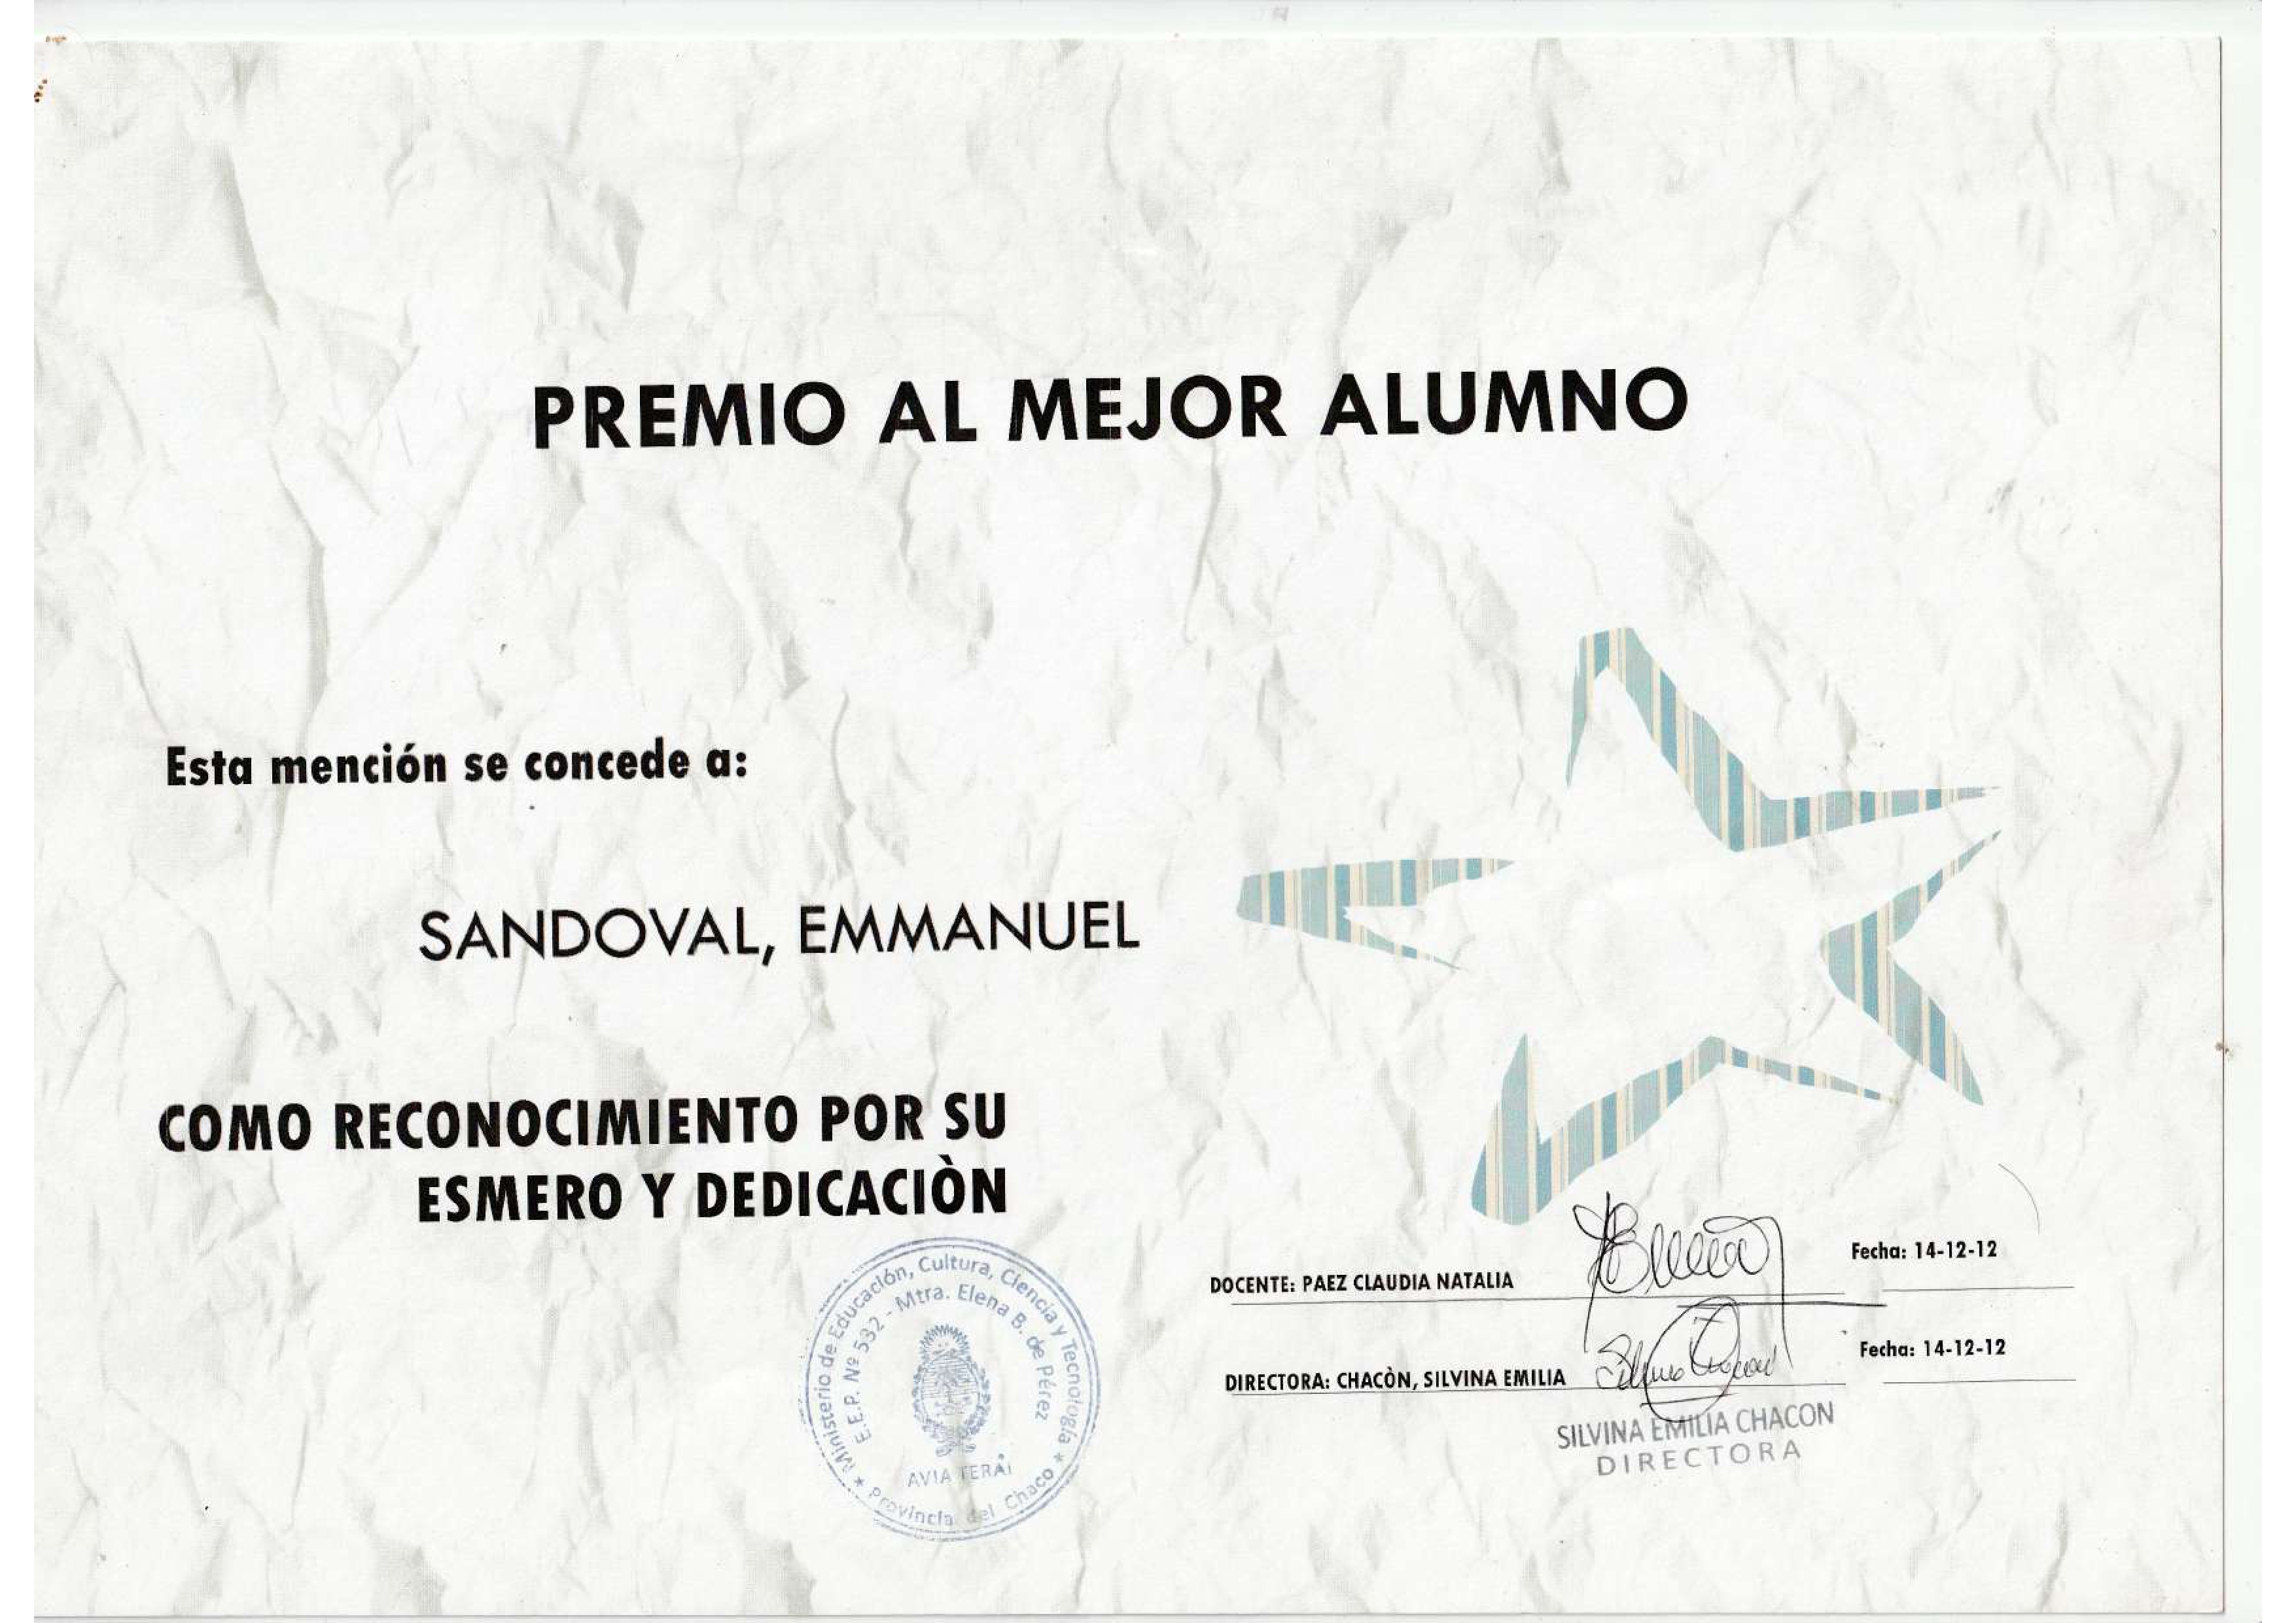 PREMIO AL MEJOR ALUMNO
Esta mención se concede a:
SANDOVAL, EMMANUEL
COMO RECONOCIMIENTO POR SU
ESMERO Y DEDICACIÒN
DOCENTE: PAEZ CLAUDIA NATALIA
Fecha: 14-12-12
DIRECTORA: CHACÒN, SILVINA EMILIA
Silvina Chacon
Fecha: 14-12-12
SILVINA EMILIA CHACON
DIRECTORA
Ministerio de Educación, Cultura, Ciencia y Tecnología
E.E.P. Nº 532 - Mtra. Elena B. de Pérez
AVIA TERAI
★ Provincia del Chaco ★